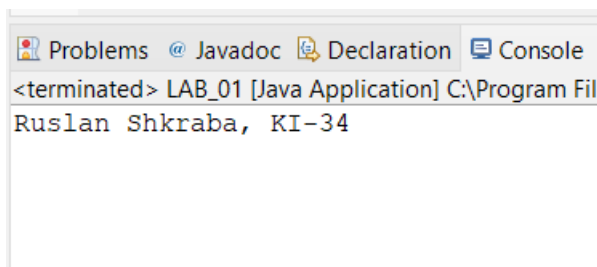 Problems @ Javadoc Declaration Console
<terminated> LAB_01 [Java Application] C:\Program Fil
Ruslan Shkraba, KI-34